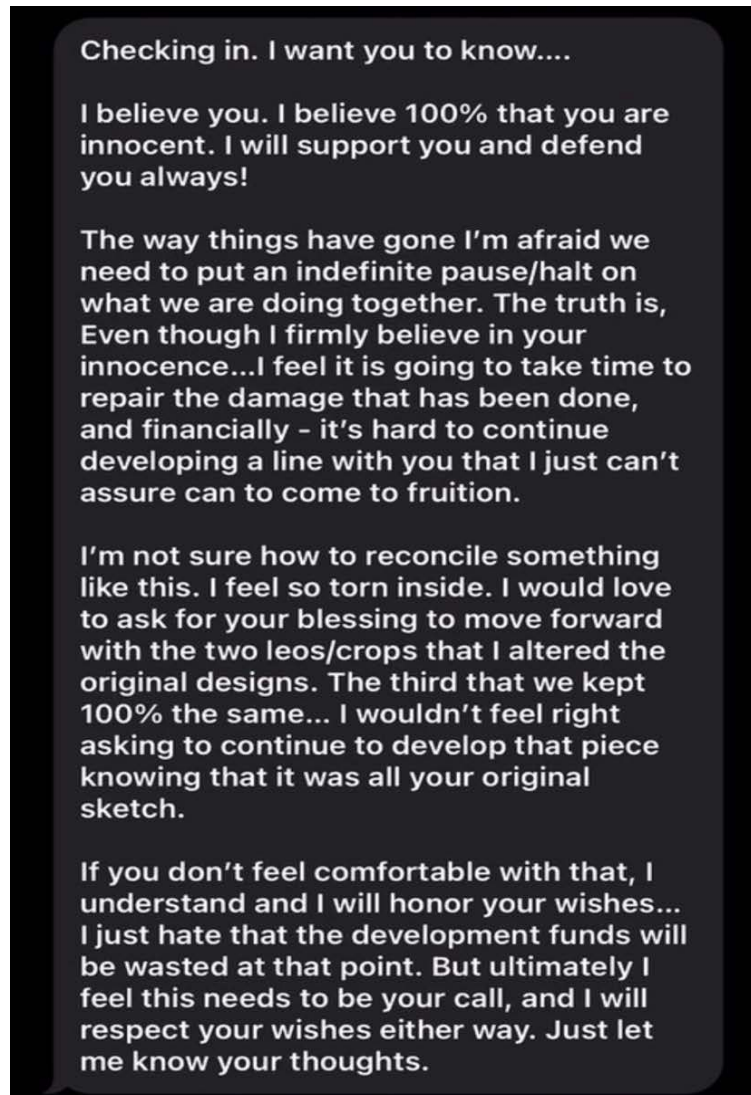 Checking in. I want you to know....
I believe you. I believe 100% that you are
innocent. I will support you and defend
you always!
The way things have gone I’m afraid we
need to put an indefinite pause/halt on
what we are doing together. The truth is,
Even though I firmly believe in your
innocence...I feel it is going to take time to
repair the damage that has been done,
and financially - it’s hard to continue
developing a line with you that I just can’t
assure can to come to fruition.
I’m not sure how to reconcile something
like this. I feel so torn inside. I would love
to ask for your blessing to move forward
with the two leos/crops that I altered the
original designs. The third that we kept
100% the same... I wouldn’t feel right
asking to continue to develop that piece
knowing that it was all your original
sketch.
If you don’t feel comfortable with that, I
understand and I will honor your wishes...
I just hate that the development funds will
be wasted at that point. But ultimately I
feel this needs to be your call, and I will
respect your wishes either way. Just let
me know your thoughts.